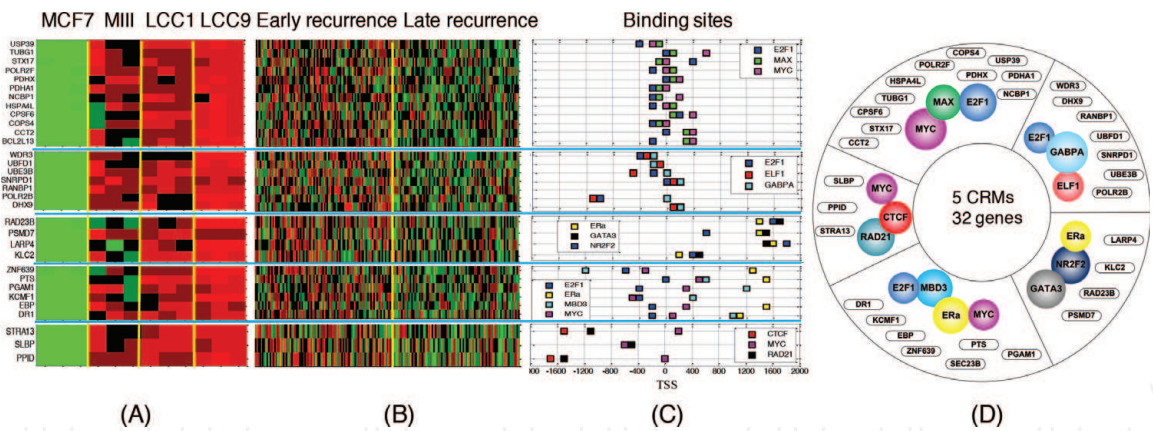 MCF7 MIII LCC1 LCC9 Early recurrence Late recurrence Binding sites
USP39
TUBG1
STX17
POLR2F
PDHX
PDHA1
NCBP1
HSPA4L
CPSF6
COPS4
CCT2
BCL2L13
E2F1
MAX
MYC
WDR3
UBFD1
UBE3B
SNRPD1
RANBP1
POLR2B
DHX9
E2F1
ELF1
GABPA
RAD23B
PSMD7
LARP4
KLC2
ERa
GATA3
NR2F2
ZNF639
PTS
PGAM1
KCMF1
EBP
DR1
E2F1
ERa
MBD3
MYC
STRA13
SLBP
PPID
CTCF
MYC
RAD21
-1600 -1200 -800 -400 0 400 800 1200 1600 2000
TSS
COPS4
POLR2F
USP39
HSPA4L
PDHX
PDHA1
TUBG1
NCBP1
CPSF6
STX17
CCT2
MAX
E2F1
MYC
WDR3
DHX9
RANBP1
UBFD1
SNRPD1
UBE3B
POLR2B
E2F1
GABPA
ELF1
SLBP
PPID
STRA13
MYC
CTCF
RAD21
5 CRMs
32 genes
ERa
NR2F2
GATA3
LARP4
KLC2
RAD23B
PSMD7
E2F1
MBD3
ERa
MYC
DR1
KCMF1
EBP
ZNF639
SEC23B
PTS
PGAM1
(A) (B) (C) (D)